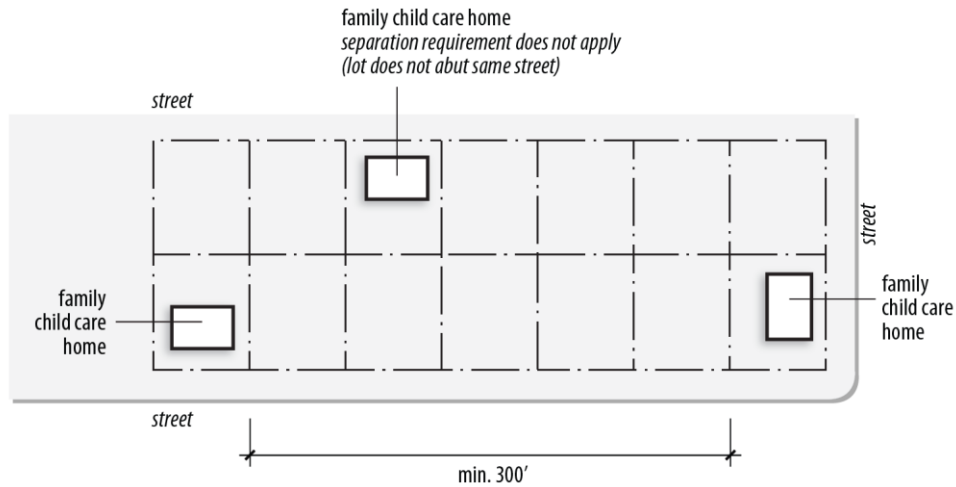 family child care home
separation requirement does not apply
(lot does not abut same street)
street
street
family
child care
home
family
child care
home
street
min. 300′